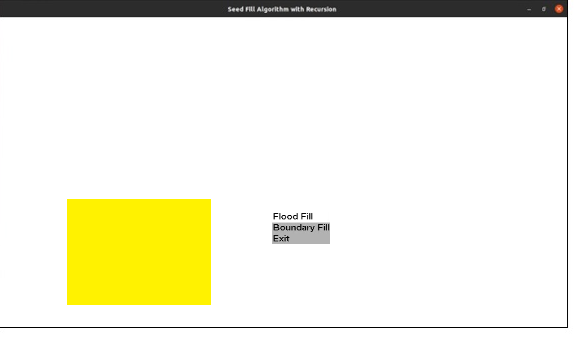 Seed Fill Algorithm with Recursion
Flood Fill
Boundary Fill
Exit